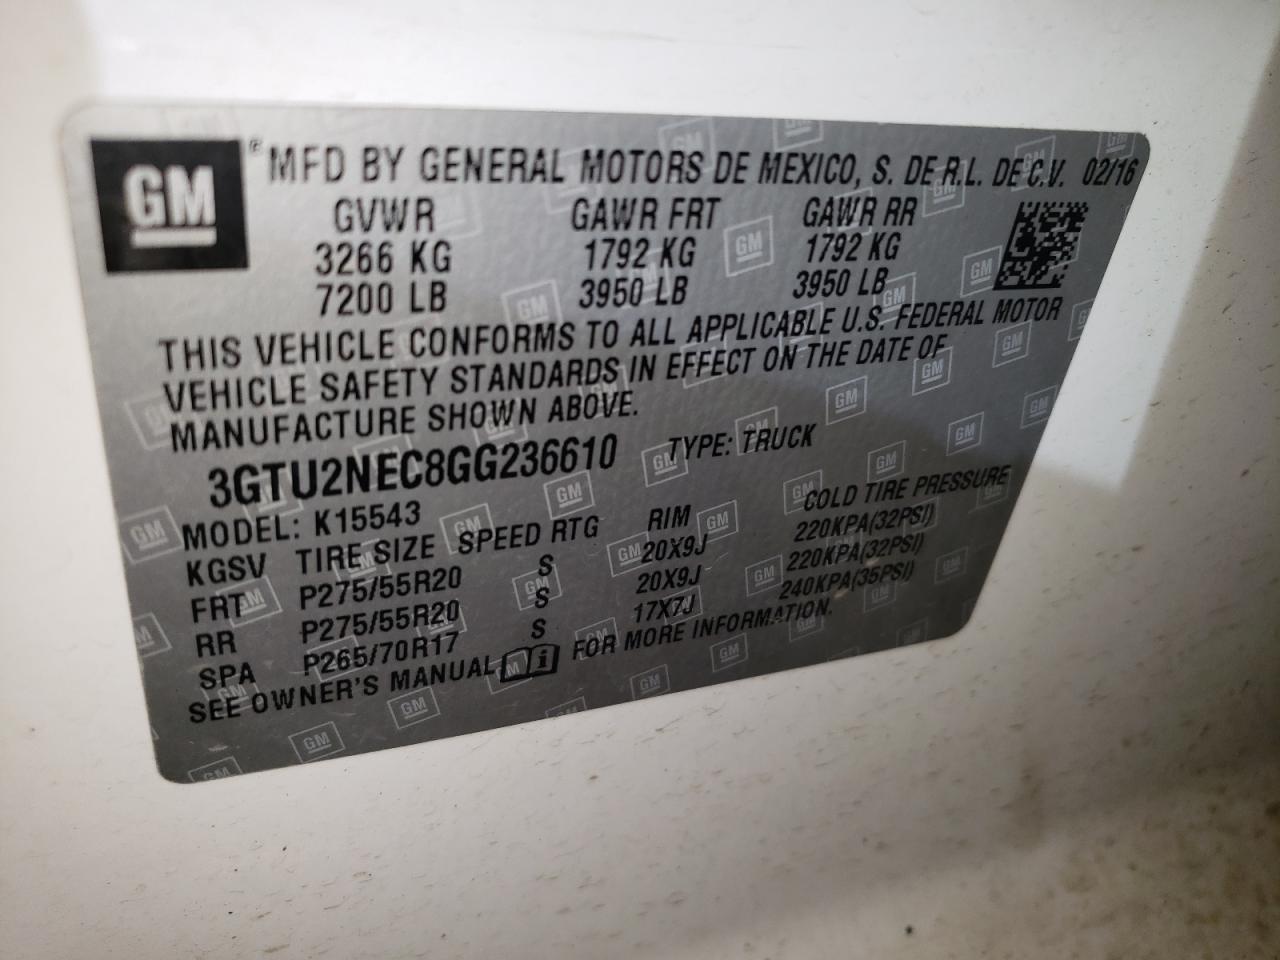 GM ® MFD BY GENERAL MOTORS DE MEXICO, S. DE R.L. DE C.V. 02/16
GVWR GAWR FRT GAWR RR
3266 KG 1792 KG 1792 KG
7200 LB 3950 LB 3950 LB
THIS VEHICLE CONFORMS TO ALL APPLICABLE U.S. FEDERAL MOTOR
VEHICLE SAFETY STANDARDS IN EFFECT ON THE DATE OF
MANUFACTURE SHOWN ABOVE.
3GTU2NEC8GG236610 TYPE: TRUCK
MODEL: K15543
KGSV TIRE SIZE SPEED RTG RIM COLD TIRE PRESSURE
FRT P275/55R20 S 20X9J 220KPA(32PSI)
RR P275/55R20 S 20X9J 220KPA(32PSI)
SPA P265/70R17 S 17X7J 240KPA(35PSI)
SEE OWNER'S MANUAL i FOR MORE INFORMATION.